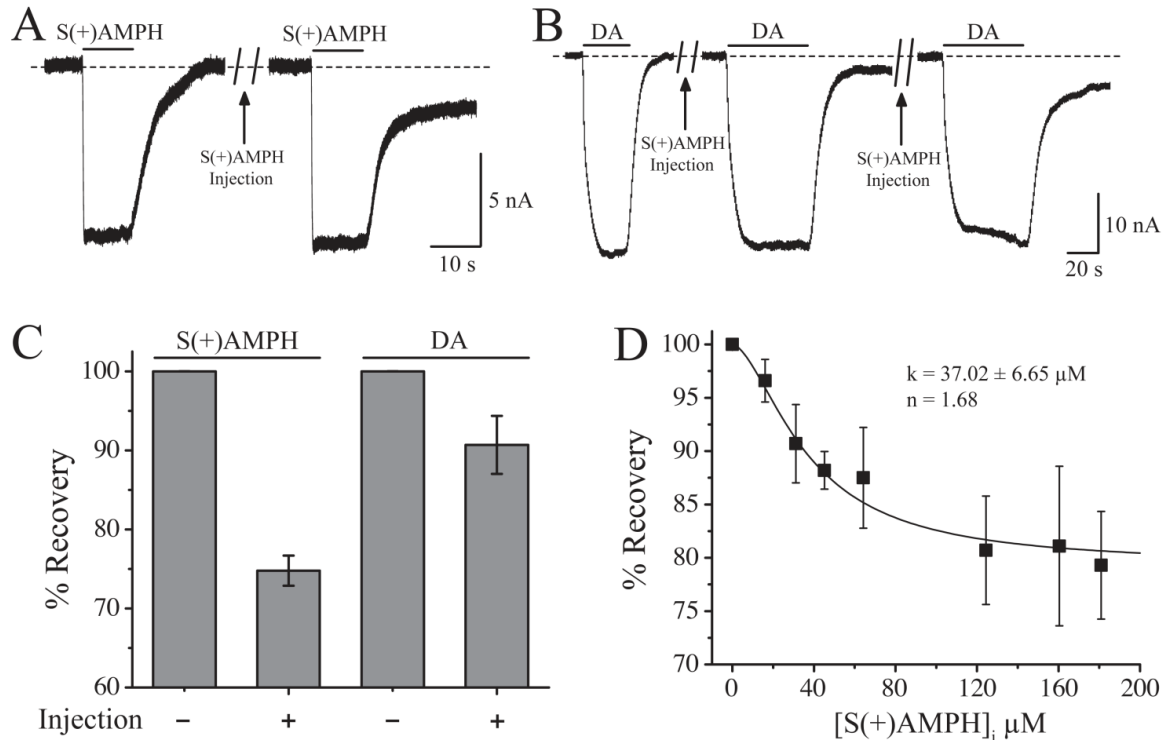 A
S(+)AMPH
S(+)AMPH
S(+)AMPH
Injection
5 nA
10 s
B
DA
DA
DA
S(+)AMPH
Injection
S(+)AMPH
Injection
10 nA
20 s
C
S(+)AMPH
DA
% Recovery
100
90
80
70
60
Injection
− + − +
D
k = 37.02 ± 6.65 μM
n = 1.68
% Recovery
100
95
90
85
80
75
70
0 40 80 120 160 200
[S(+)AMPH]i μM